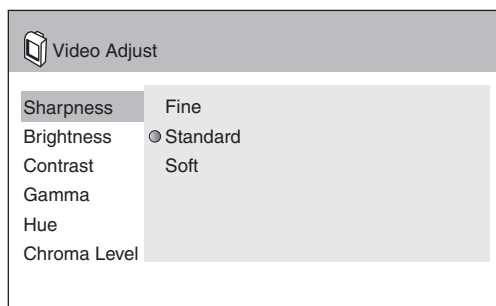 Video Adjust
Sharpness
Brightness
Contrast
Gamma
Hue
Chroma Level
Fine
Standard
Soft